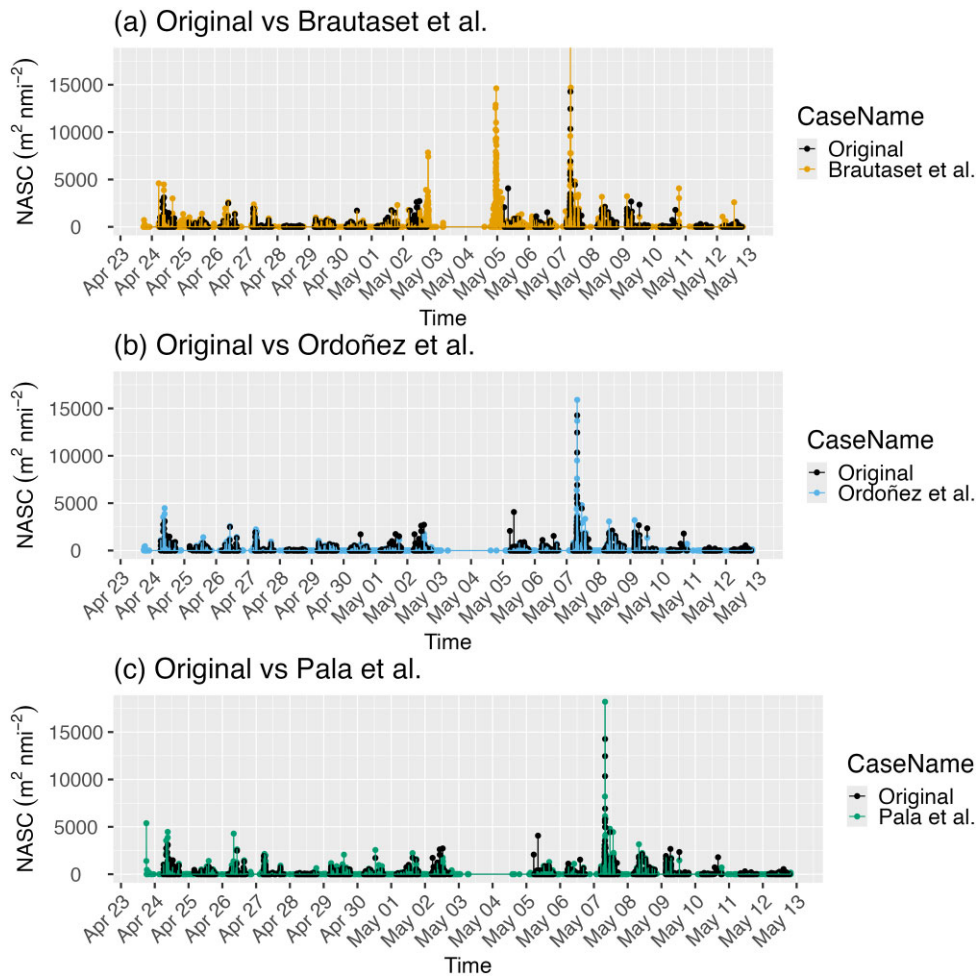 (a) Original vs Brautaset et al.
NASC (m² nmi⁻²)
15000
10000
5000
0
Apr 23 Apr 24 Apr 25 Apr 26 Apr 27 Apr 28 Apr 29 Apr 30 May 01 May 02 May 03 May 04 May 05 May 06 May 07 May 08 May 09 May 10 May 11 May 12 May 13
Time
CaseName
Original
Brautaset et al.
(b) Original vs Ordoñez et al.
NASC (m² nmi⁻²)
15000
10000
5000
0
Apr 23 Apr 24 Apr 25 Apr 26 Apr 27 Apr 28 Apr 29 Apr 30 May 01 May 02 May 03 May 04 May 05 May 06 May 07 May 08 May 09 May 10 May 11 May 12 May 13
Time
CaseName
Original
Ordoñez et al.
(c) Original vs Pala et al.
NASC (m² nmi⁻²)
15000
10000
5000
0
Apr 23 Apr 24 Apr 25 Apr 26 Apr 27 Apr 28 Apr 29 Apr 30 May 01 May 02 May 03 May 04 May 05 May 06 May 07 May 08 May 09 May 10 May 11 May 12 May 13
Time
CaseName
Original
Pala et al.